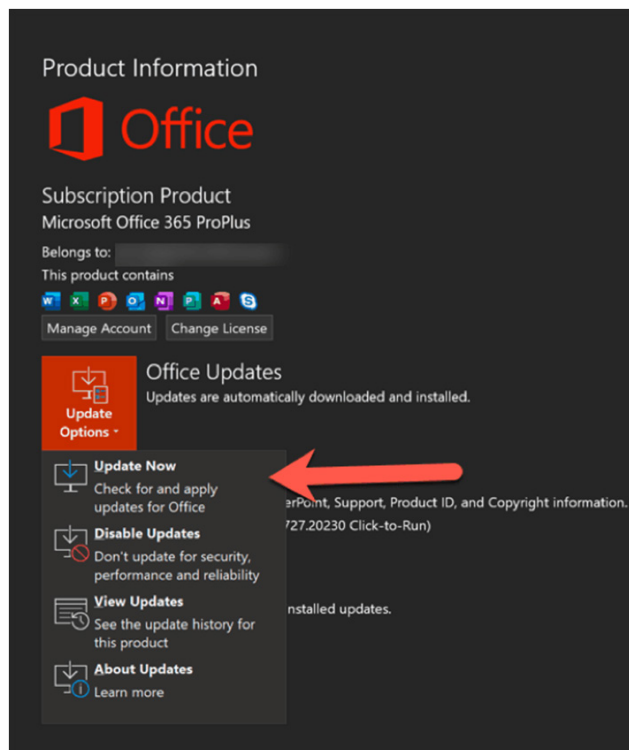 Product Information
Office
Subscription Product
Microsoft Office 365 ProPlus
Belongs to:
This product contains
Manage Account
Change License
Office Updates
Updates are automatically downloaded and installed.
Update
Options
Update Now
Check for and apply
updates for Office
erPoint, Support, Product ID, and Copyright information.
727.20230 Click-to-Run)
Disable Updates
Don't update for security,
performance and reliability
View Updates
See the update history for
this product
nstalled updates.
About Updates
Learn more